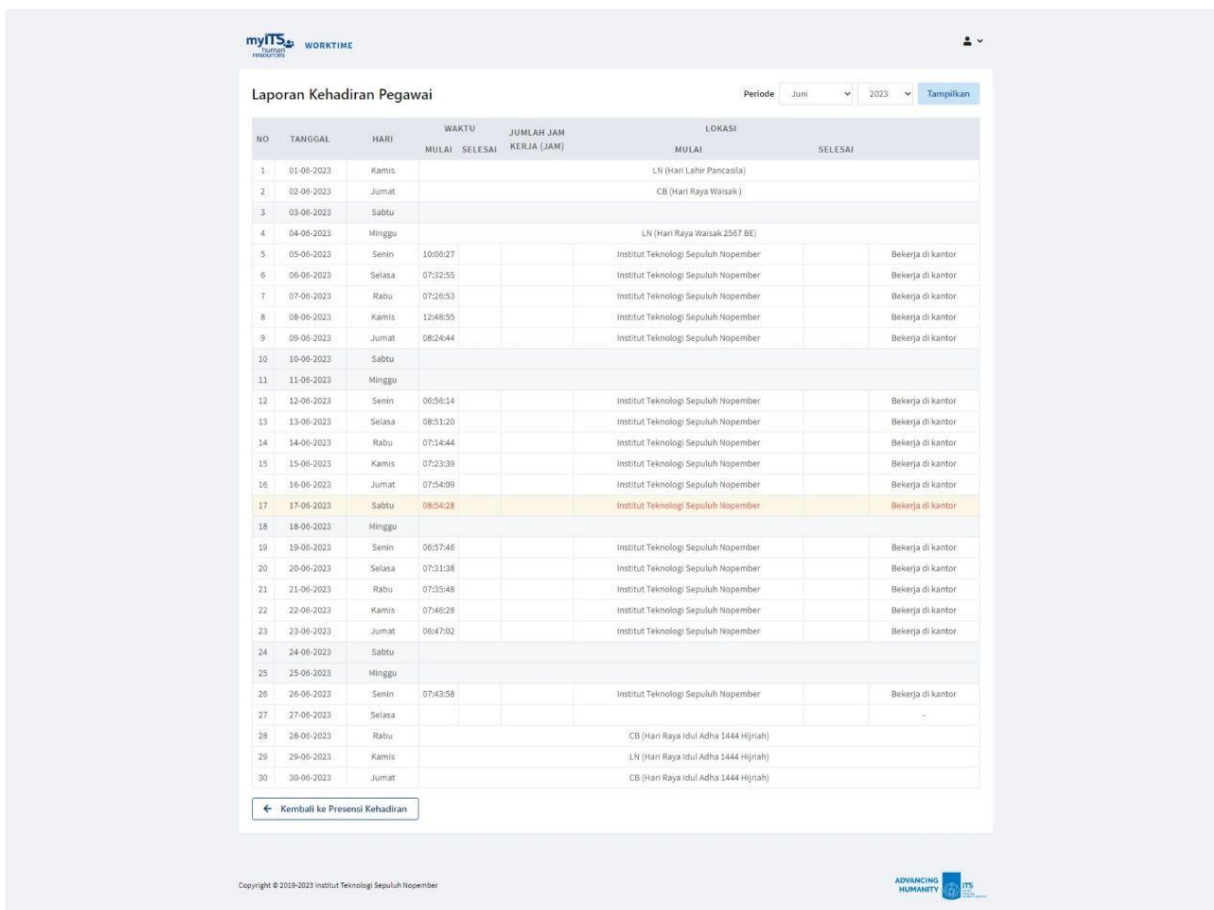 myITS human resources WORKTIME
Laporan Kehadiran Pegawai Periode Juni 2023 Tampilkan
NO TANGGAL HARI WAKTU JUMLAH JAM KERJA (JAM) LOKASI
MULAI SELESAI MULAI SELESAI
1 01-06-2023 Kamis LN (Hari Lahir Pancasila)
2 02-06-2023 Jumat CB (Hari Raya Waisak )
3 03-06-2023 Sabtu
4 04-06-2023 Minggu LN (Hari Raya Waisak 2567 BE)
5 05-06-2023 Senin 10:06:27 Institut Teknologi Sepuluh Nopember Bekerja di kantor
6 06-06-2023 Selasa 07:32:55 Institut Teknologi Sepuluh Nopember Bekerja di kantor
7 07-06-2023 Rabu 07:26:53 Institut Teknologi Sepuluh Nopember Bekerja di kantor
8 08-06-2023 Kamis 12:48:55 Institut Teknologi Sepuluh Nopember Bekerja di kantor
9 09-06-2023 Jumat 08:24:44 Institut Teknologi Sepuluh Nopember Bekerja di kantor
10 10-06-2023 Sabtu
11 11-06-2023 Minggu
12 12-06-2023 Senin 06:56:14 Institut Teknologi Sepuluh Nopember Bekerja di kantor
13 13-06-2023 Selasa 08:51:20 Institut Teknologi Sepuluh Nopember Bekerja di kantor
14 14-06-2023 Rabu 07:14:44 Institut Teknologi Sepuluh Nopember Bekerja di kantor
15 15-06-2023 Kamis 07:23:39 Institut Teknologi Sepuluh Nopember Bekerja di kantor
16 16-06-2023 Jumat 07:54:09 Institut Teknologi Sepuluh Nopember Bekerja di kantor
17 17-06-2023 Sabtu 08:54:28 Institut Teknologi Sepuluh Nopember Bekerja di kantor
18 18-06-2023 Minggu
19 19-06-2023 Senin 06:57:46 Institut Teknologi Sepuluh Nopember Bekerja di kantor
20 20-06-2023 Selasa 07:31:38 Institut Teknologi Sepuluh Nopember Bekerja di kantor
21 21-06-2023 Rabu 07:35:48 Institut Teknologi Sepuluh Nopember Bekerja di kantor
22 22-06-2023 Kamis 07:46:28 Institut Teknologi Sepuluh Nopember Bekerja di kantor
23 23-06-2023 Jumat 06:47:02 Institut Teknologi Sepuluh Nopember Bekerja di kantor
24 24-06-2023 Sabtu
25 25-06-2023 Minggu
26 26-06-2023 Senin 07:43:58 Institut Teknologi Sepuluh Nopember Bekerja di kantor
27 27-06-2023 Selasa -
28 28-06-2023 Rabu CB (Hari Raya Idul Adha 1444 Hijriah)
29 29-06-2023 Kamis LN (Hari Raya Idul Adha 1444 Hijriah)
30 30-06-2023 Jumat CB (Hari Raya Idul Adha 1444 Hijriah)
← Kembali ke Presensi Kehadiran
Copyright © 2019-2023 Institut Teknologi Sepuluh Nopember
ADVANCING HUMANITY ITS